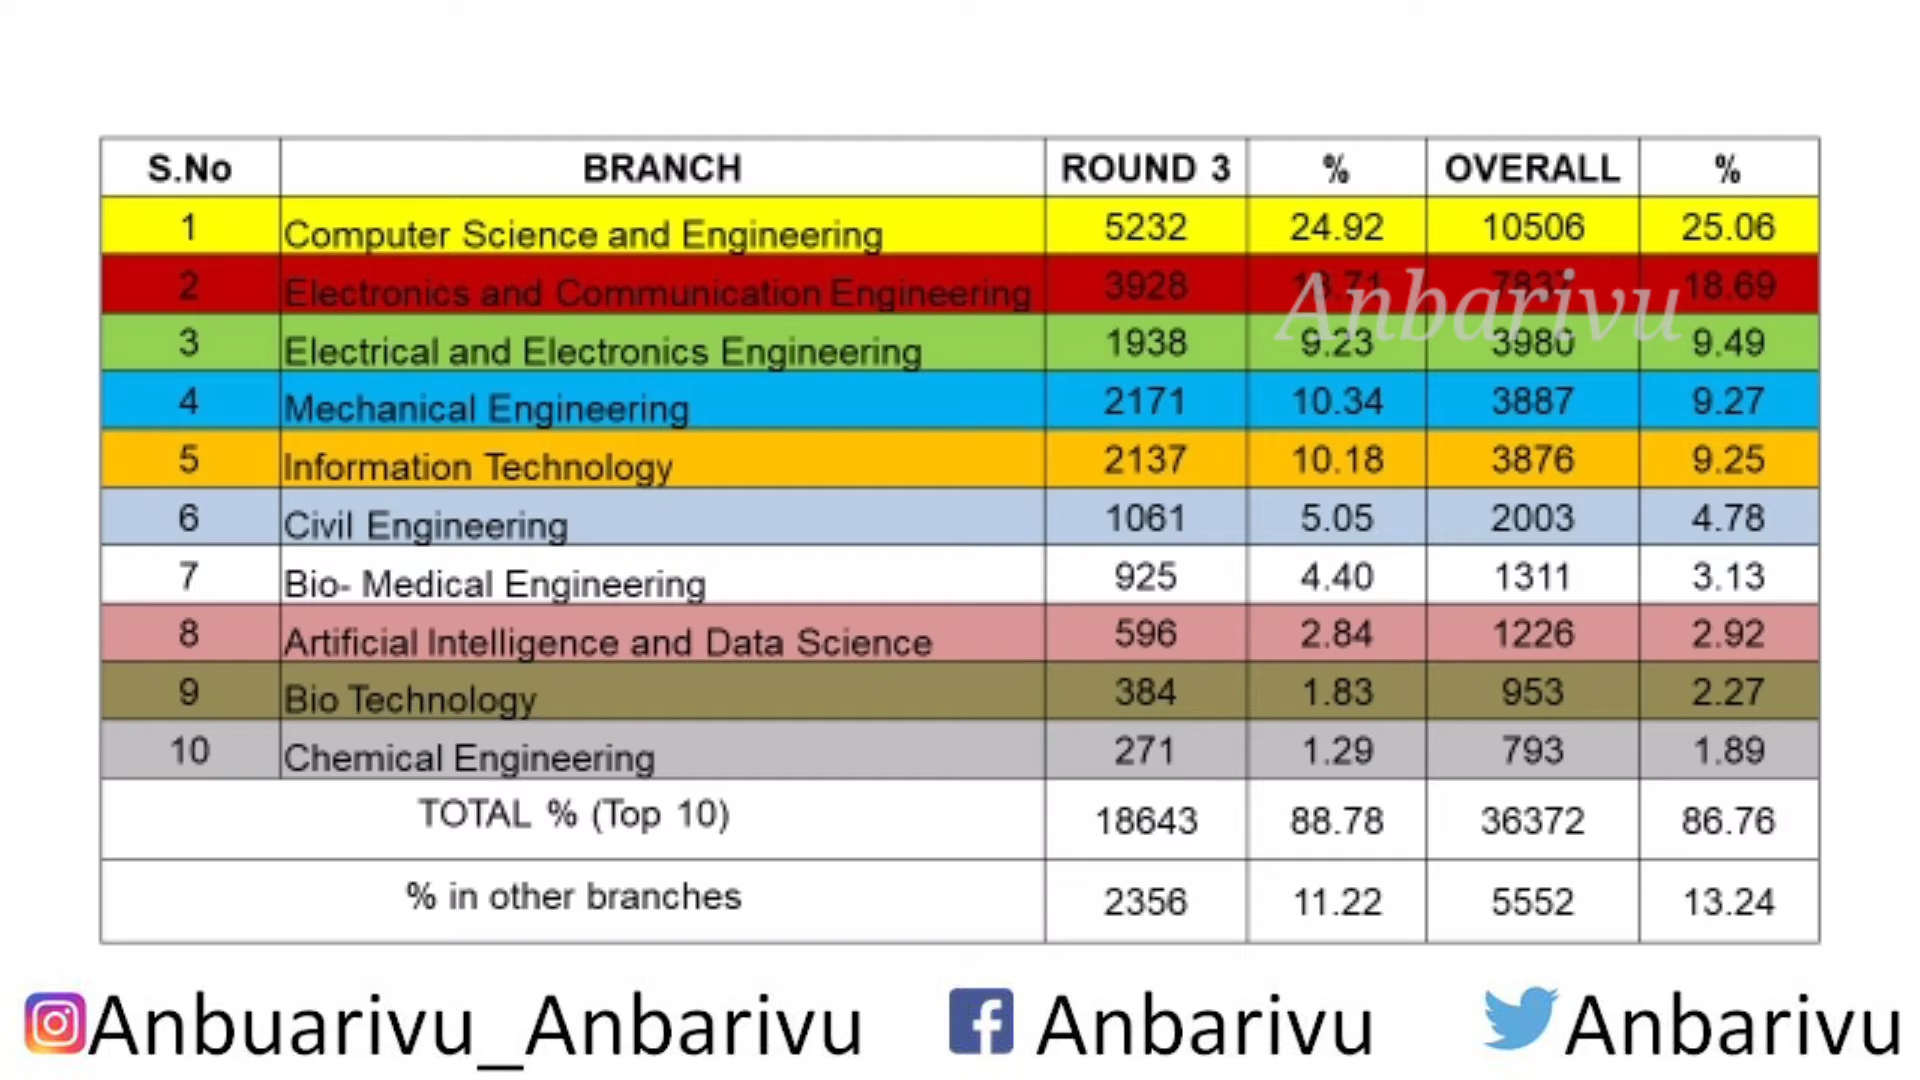 S.No BRANCH ROUND 3 % OVERALL %
1 Computer Science and Engineering 5232 24.92 10506 25.06
2 Electronics and Communication Engineering 3928 18.71 7837 18.69
3 Electrical and Electronics Engineering 1938 9.23 3980 9.49
4 Mechanical Engineering 2171 10.34 3887 9.27
5 Information Technology 2137 10.18 3876 9.25
6 Civil Engineering 1061 5.05 2003 4.78
7 Bio- Medical Engineering 925 4.40 1311 3.13
8 Artificial Intelligence and Data Science 596 2.84 1226 2.92
9 Bio Technology 384 1.83 953 2.27
10 Chemical Engineering 271 1.29 793 1.89
TOTAL % (Top 10) 18643 88.78 36372 86.76
% in other branches 2356 11.22 5552 13.24
Anbarivu
Anbuarivu_Anbarivu Anbarivu Anbarivu